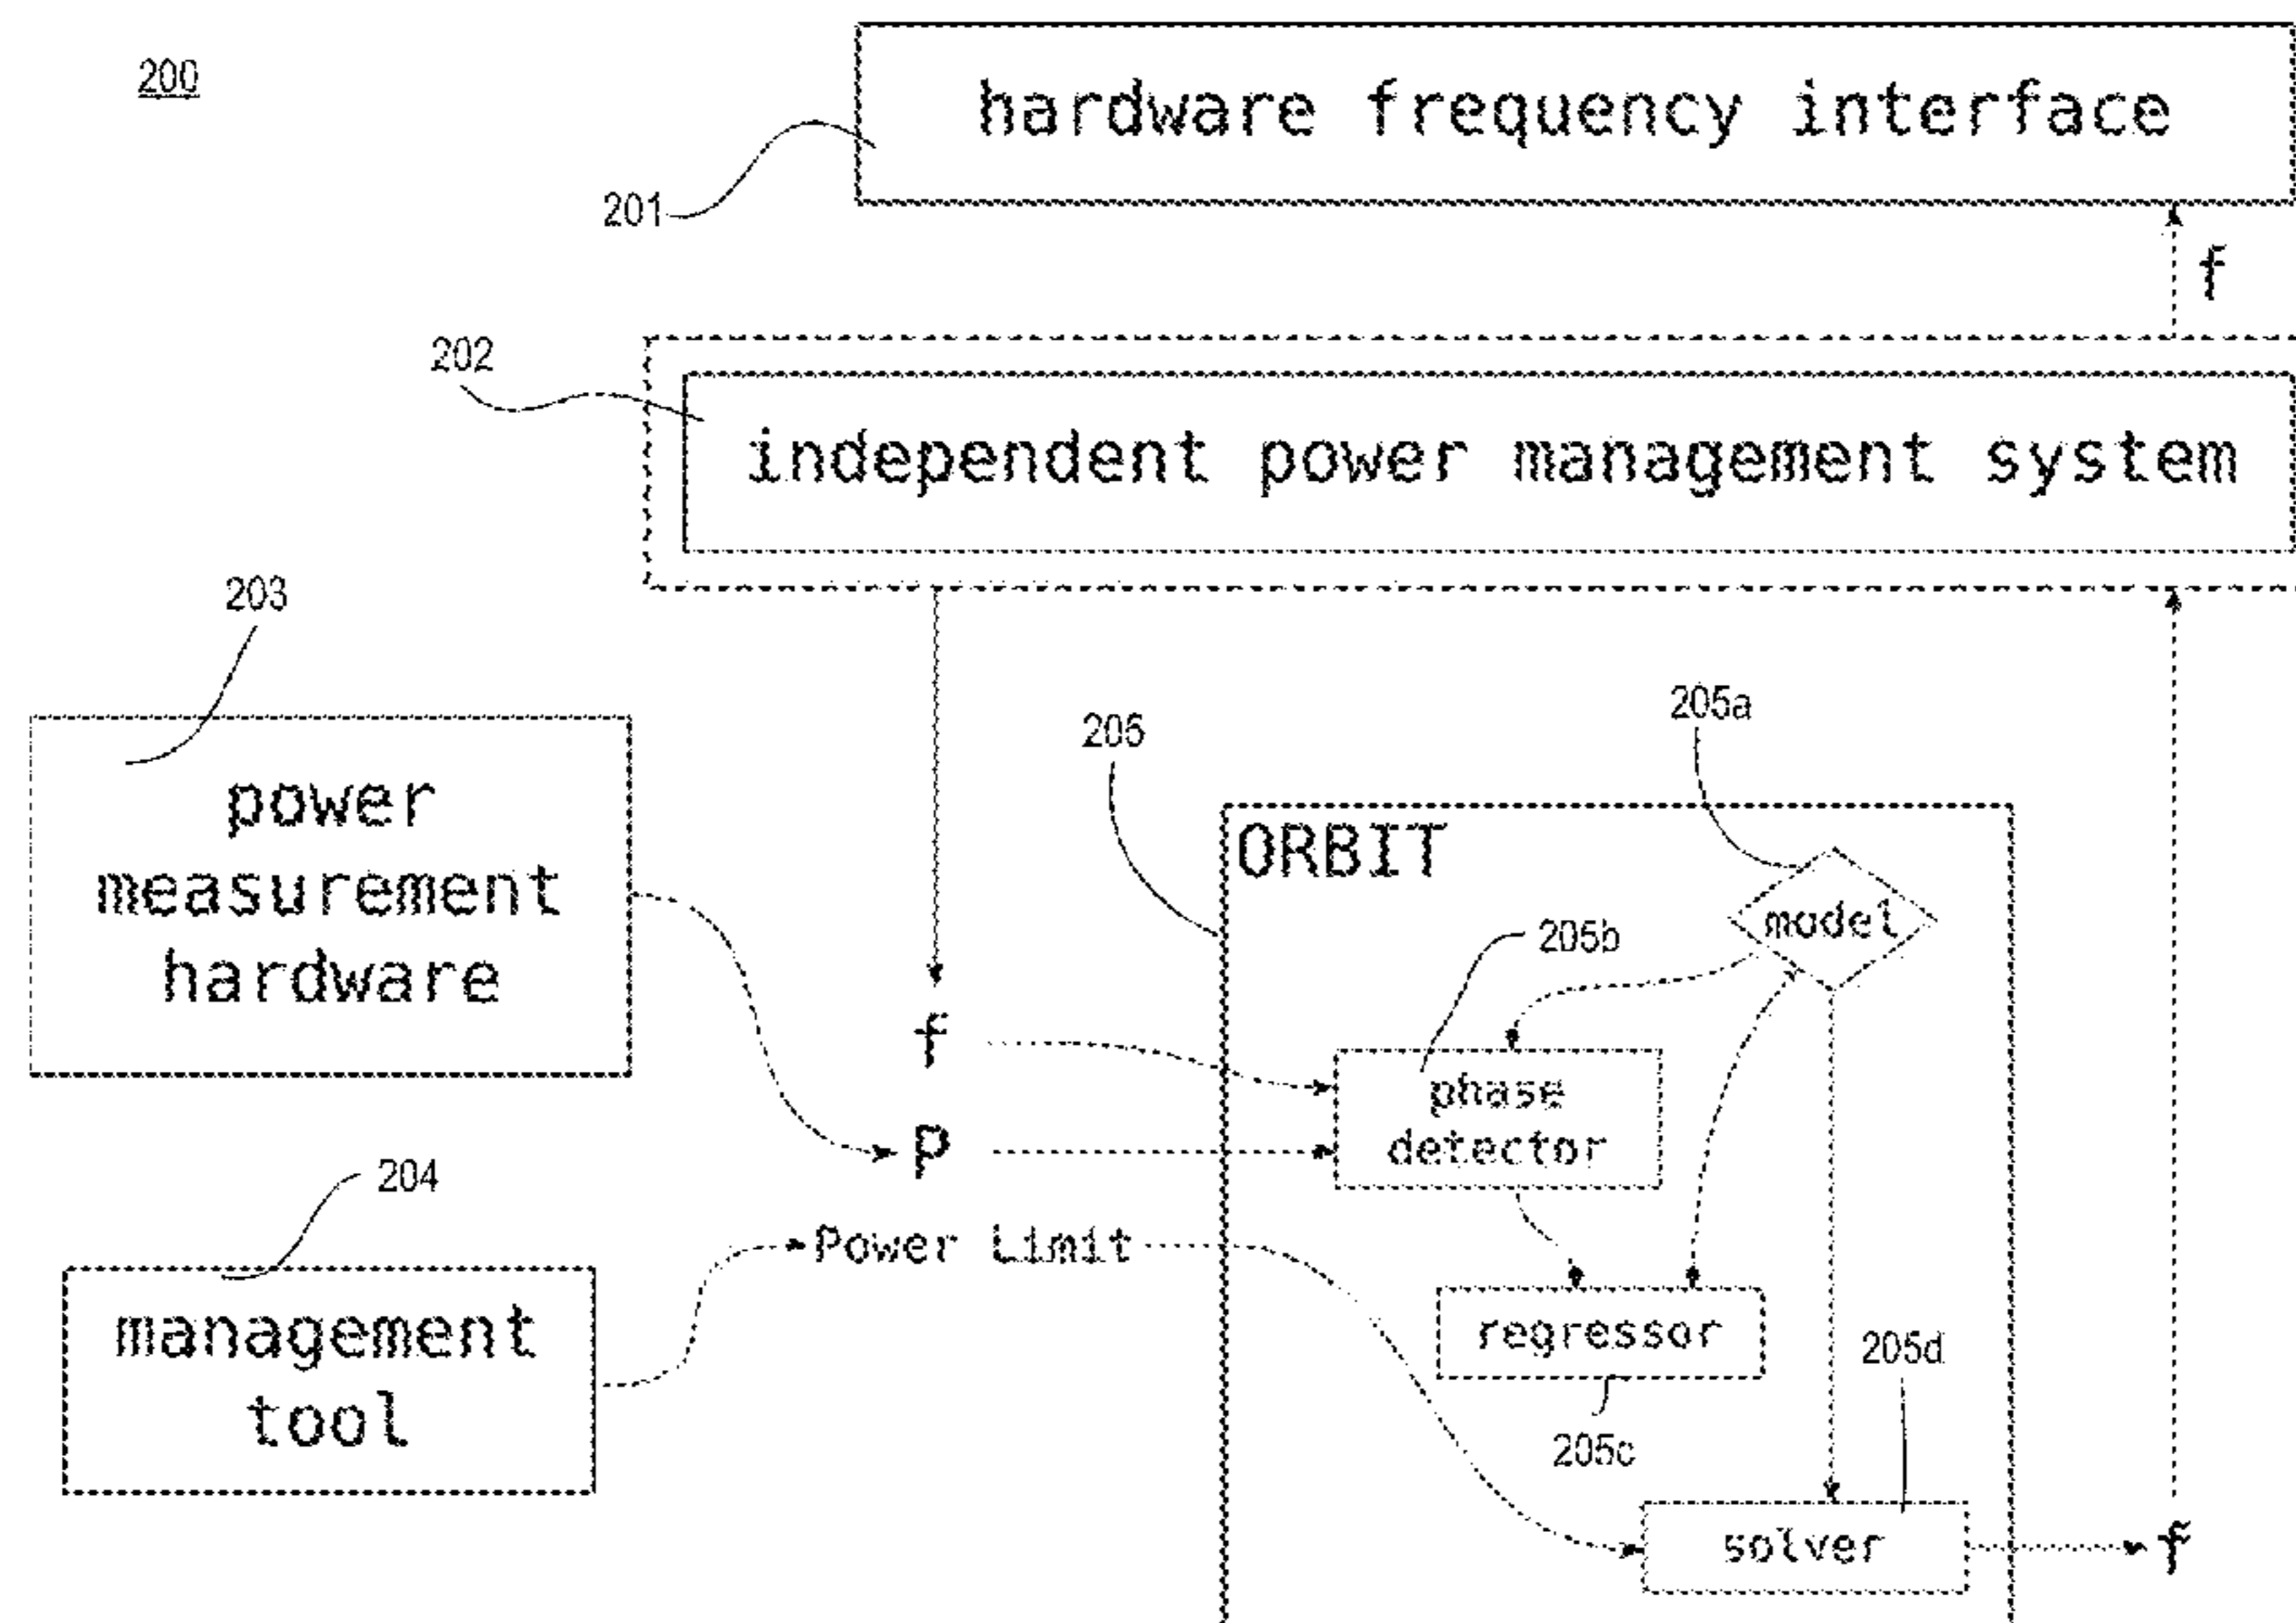 200
hardware frequency interface
201
f
202
independent power management system
203
power
measurement
hardware
205
205a
ORBIT
model
205b
f
phase
detector
P
204
Power Limit
management
tool
regressor
205d
205c
solver
f